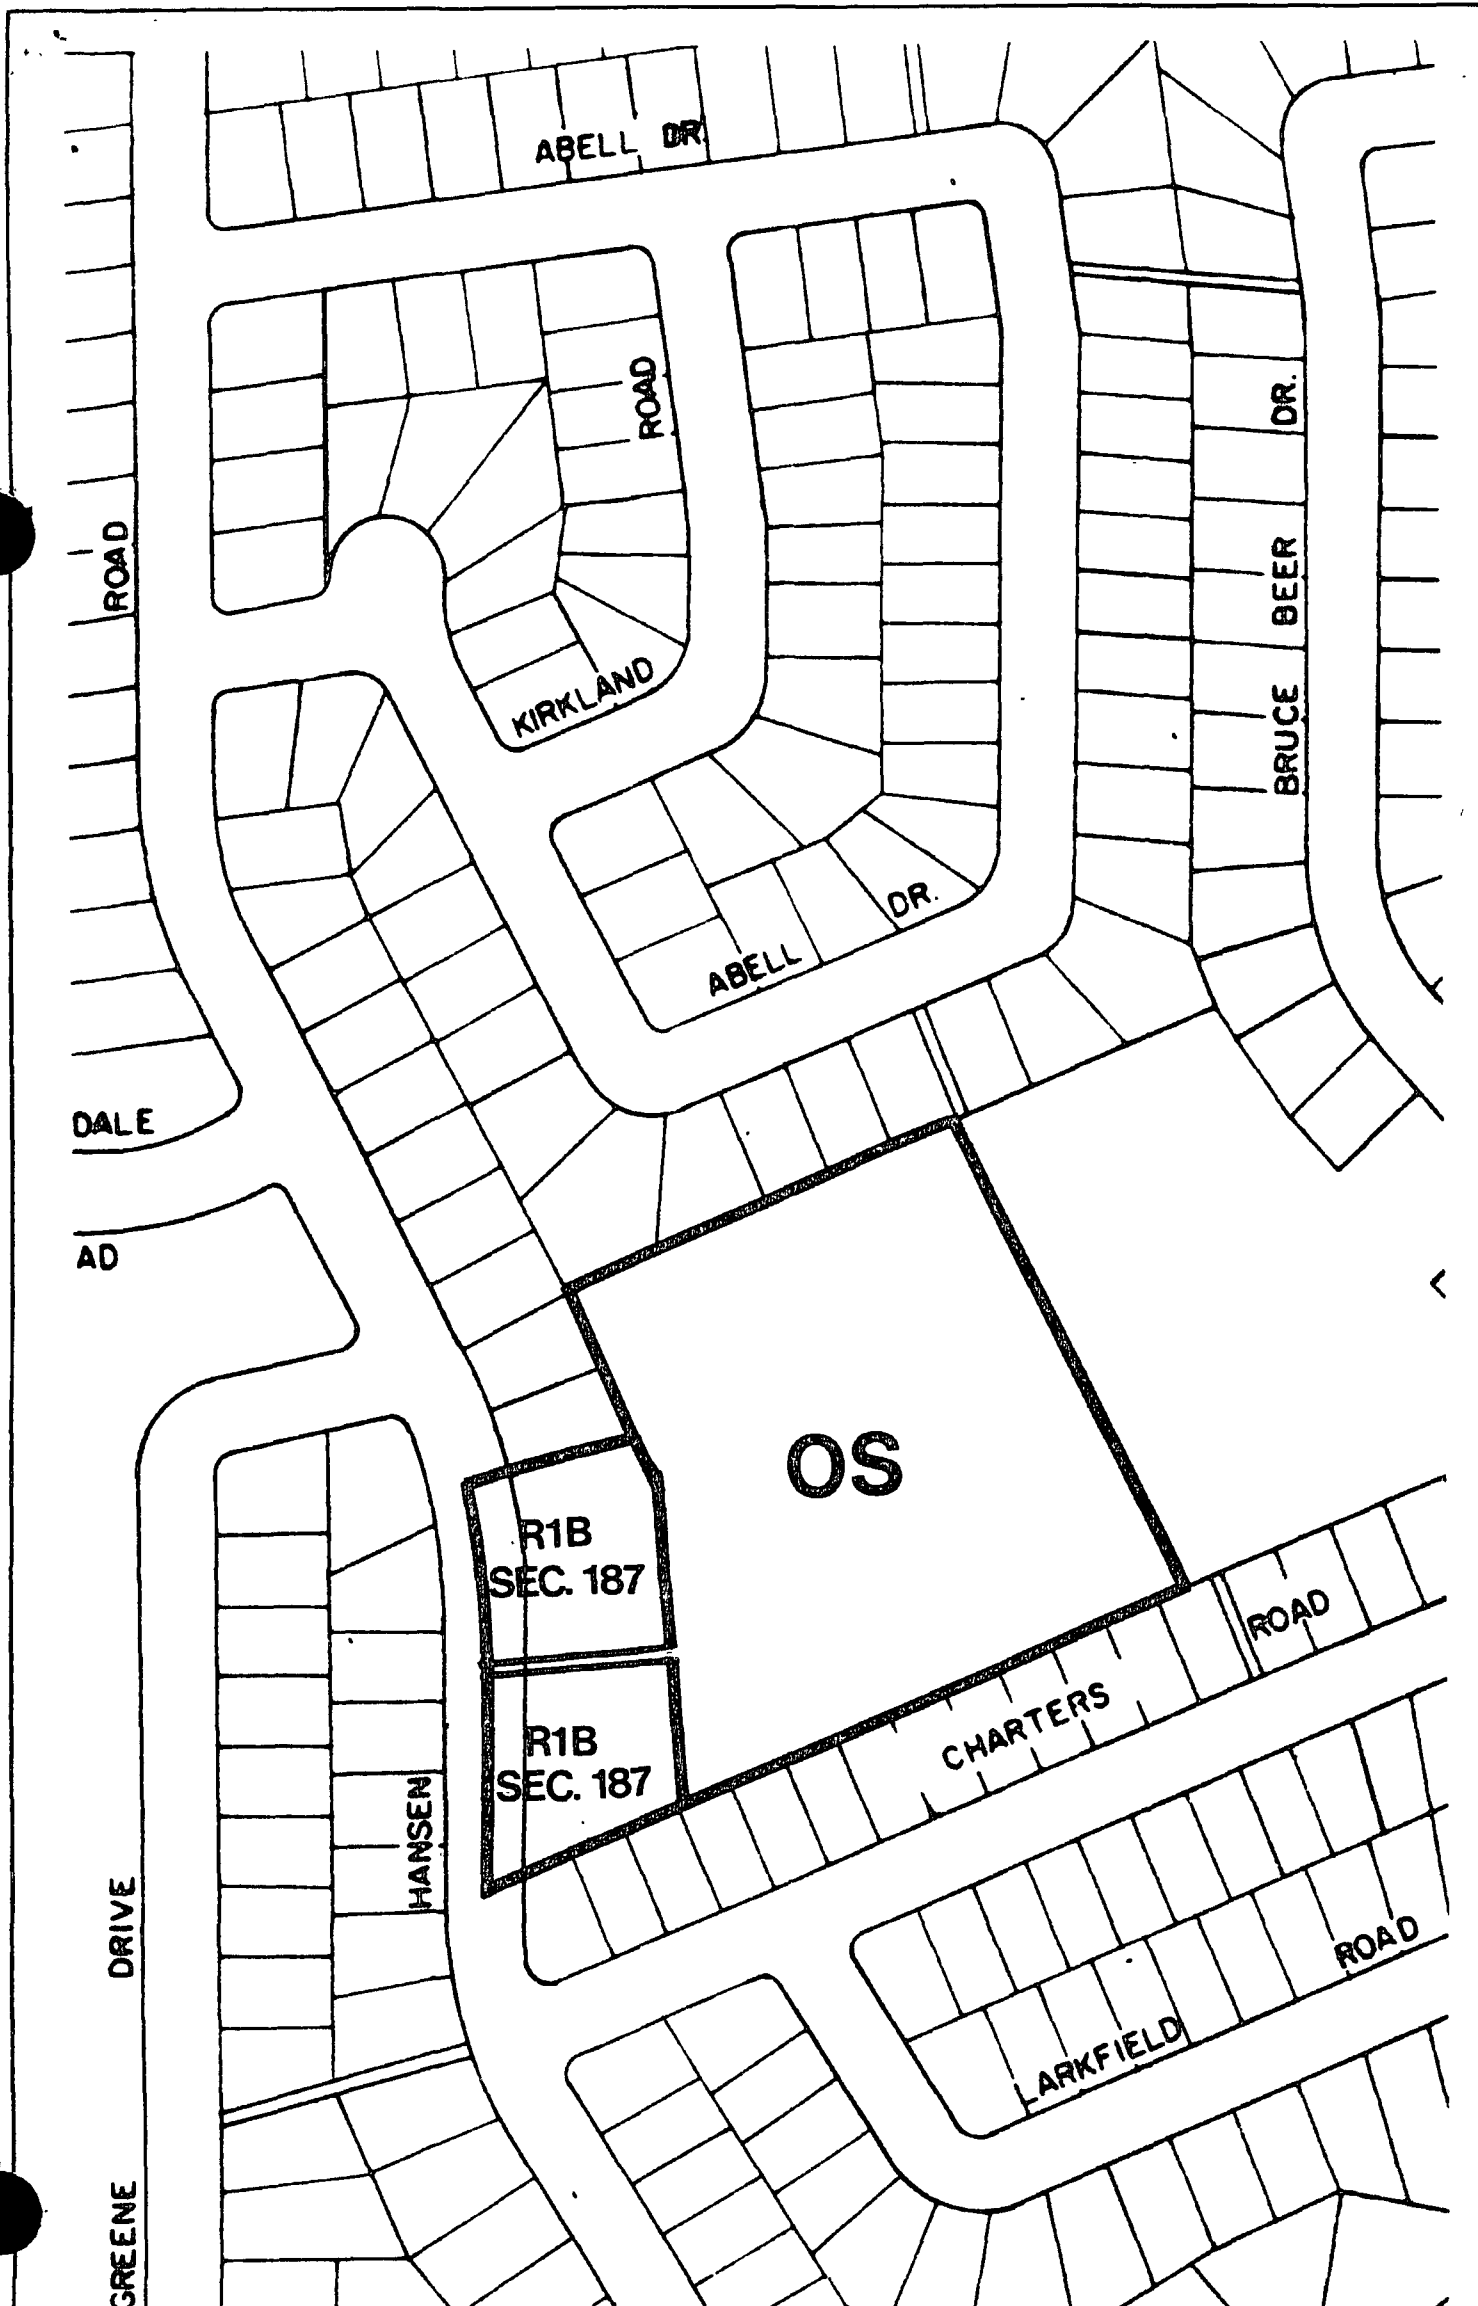 ABELL DR.
ROAD
ROAD
DR.
BEER
BRUCE
KIRKLAND
DR.
ABELL
DALE
AD
OS
R1B
SEC. 187
R1B
SEC. 187
ROAD
CHARTERS
HANSEN
DRIVE
ROAD
LARKFIELD
GREENE